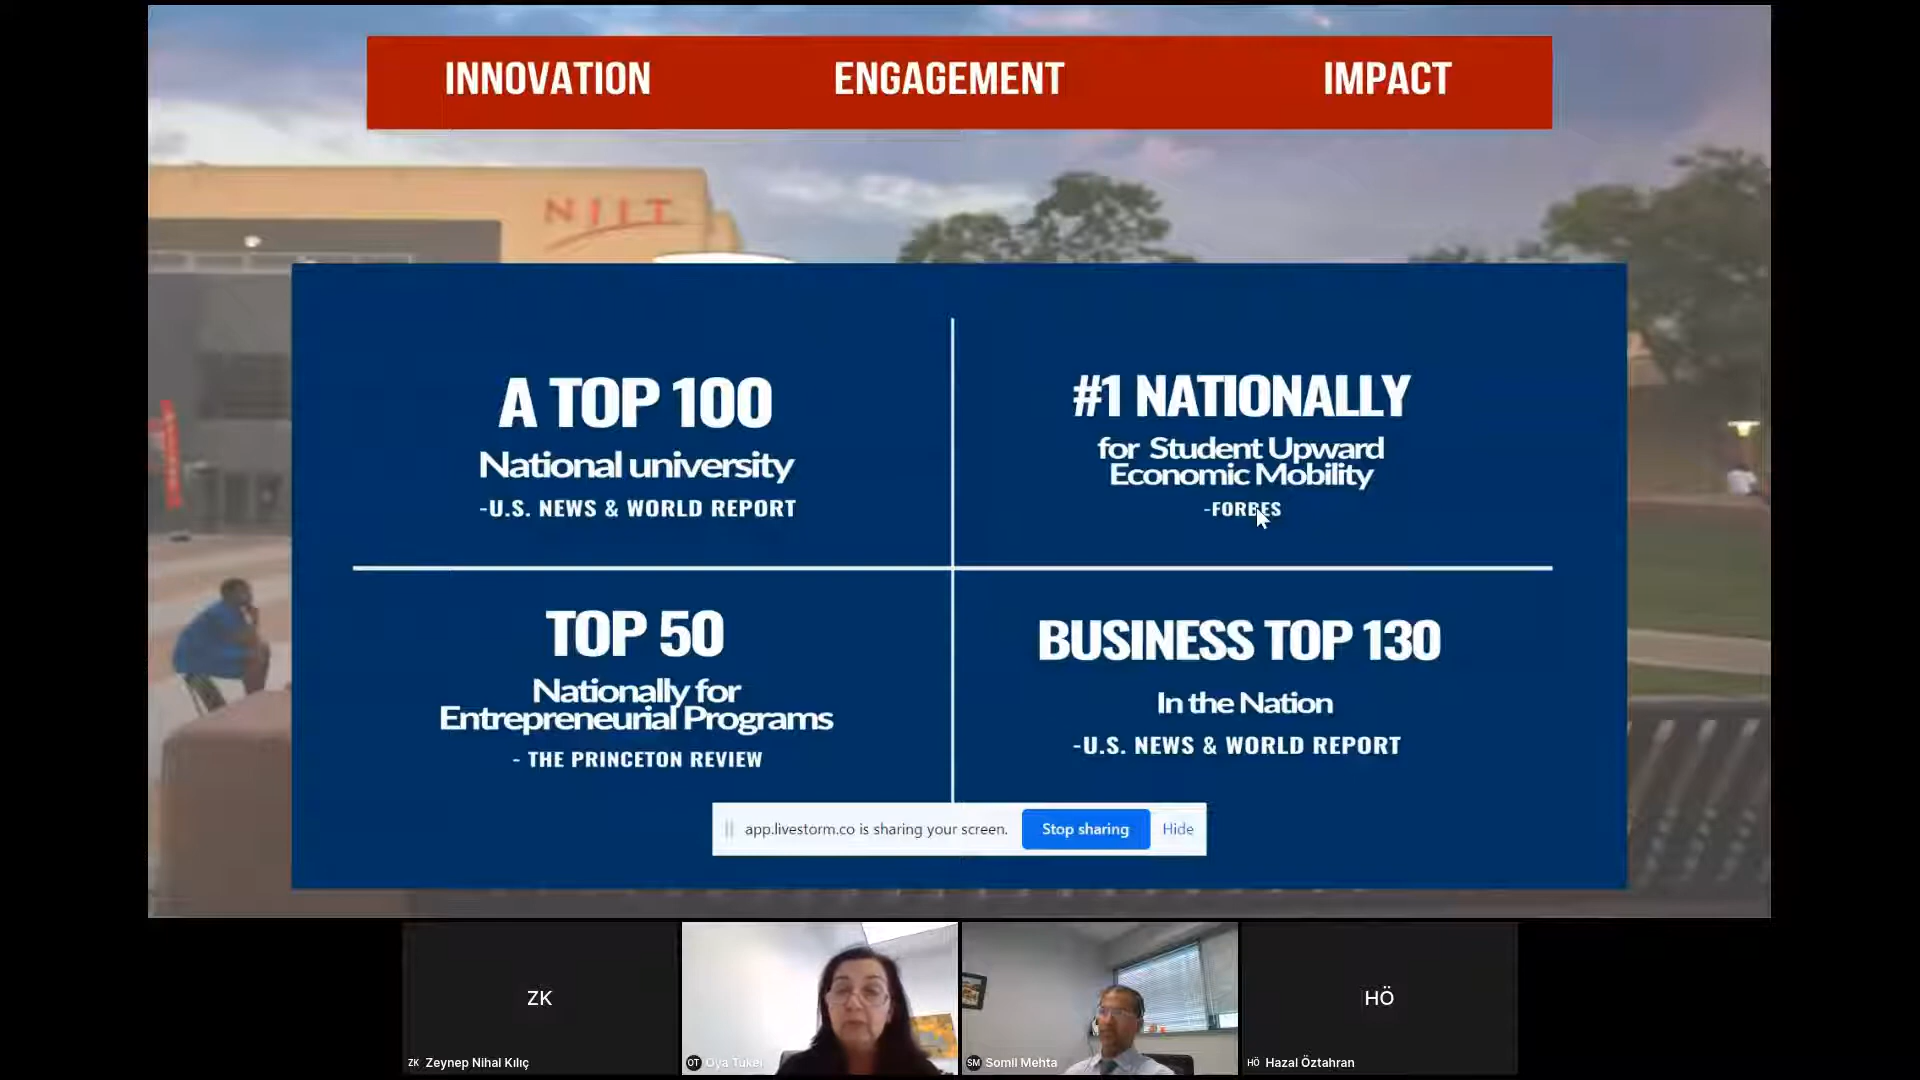 INNOVATION ENGAGEMENT IMPACT
NJIT
A TOP 100
National university
-U.S. NEWS & WORLD REPORT
#1 NATIONALLY
for Student Upward
Economic Mobility
-FORBES
TOP 50
Nationally for
Entrepreneurial Programs
- THE PRINCETON REVIEW
BUSINESS TOP 130
In the Nation
-U.S. NEWS & WORLD REPORT
app.livestorm.co is sharing your screen. Stop sharing Hide
ZK
ZK Zeynep Nihal Kılıç
OT Oya Tukel
SM Somil Mehta
HÖ
HÖ Hazal Öztahran